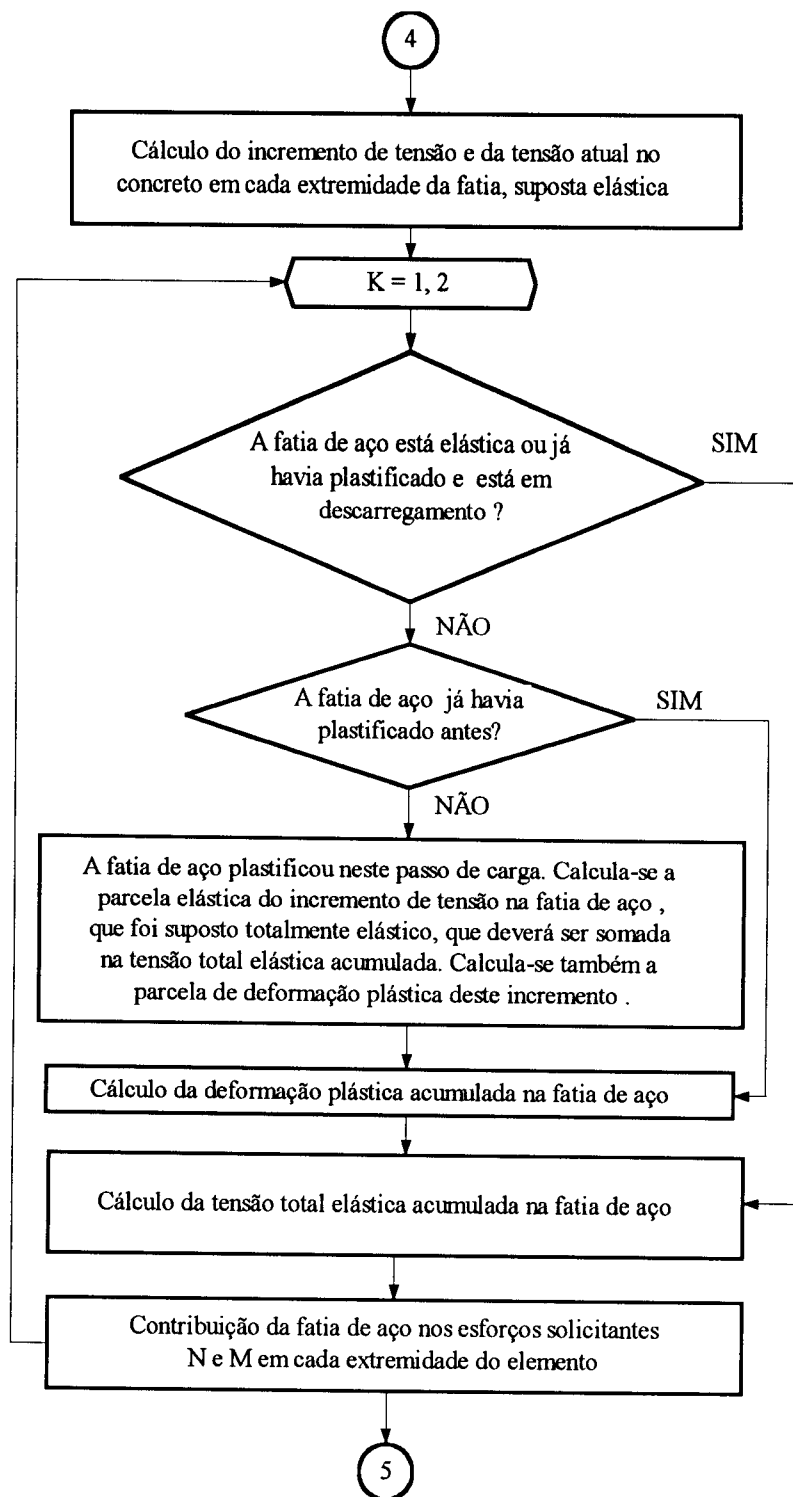 4
Cálculo do incremento de tensão e da tensão atual no
concreto em cada extremidade da fatia, suposta elástica
K = 1, 2
A fatia de aço está elástica ou já
havia plastificado e está em
descarregamento ?
SIM
NÃO
A fatia de aço já havia
plastificado antes?
SIM
NÃO
A fatia de aço plastificou neste passo de carga. Calcula-se a
parcela elástica do incremento de tensão na fatia de aço ,
que foi suposto totalmente elástico, que deverá ser somada
na tensão total elástica acumulada. Calcula-se também a
parcela de deformação plástica deste incremento .
Cálculo da deformação plástica acumulada na fatia de aço
Cálculo da tensão total elástica acumulada na fatia de aço
Contribuição da fatia de aço nos esforços solicitantes
N e M em cada extremidade do elemento
5